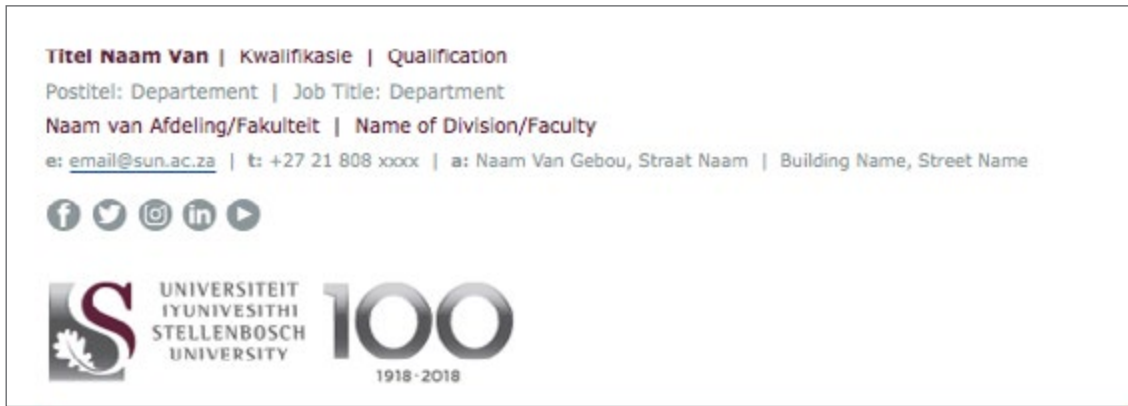 Titel Naam Van | Kwalifikasie | Qualification
Postitel: Departement | Job Title: Department
Naam van Afdeling/Fakulteit | Name of Division/Faculty
e: email@sun.ac.za | t: +27 21 808 xxxx | a: Naam Van Gebou, Straat Naam | Building Name, Street Name
UNIVERSITEIT
IYUNIVESITHI
STELLENBOSCH
UNIVERSITY
100
1918-2018